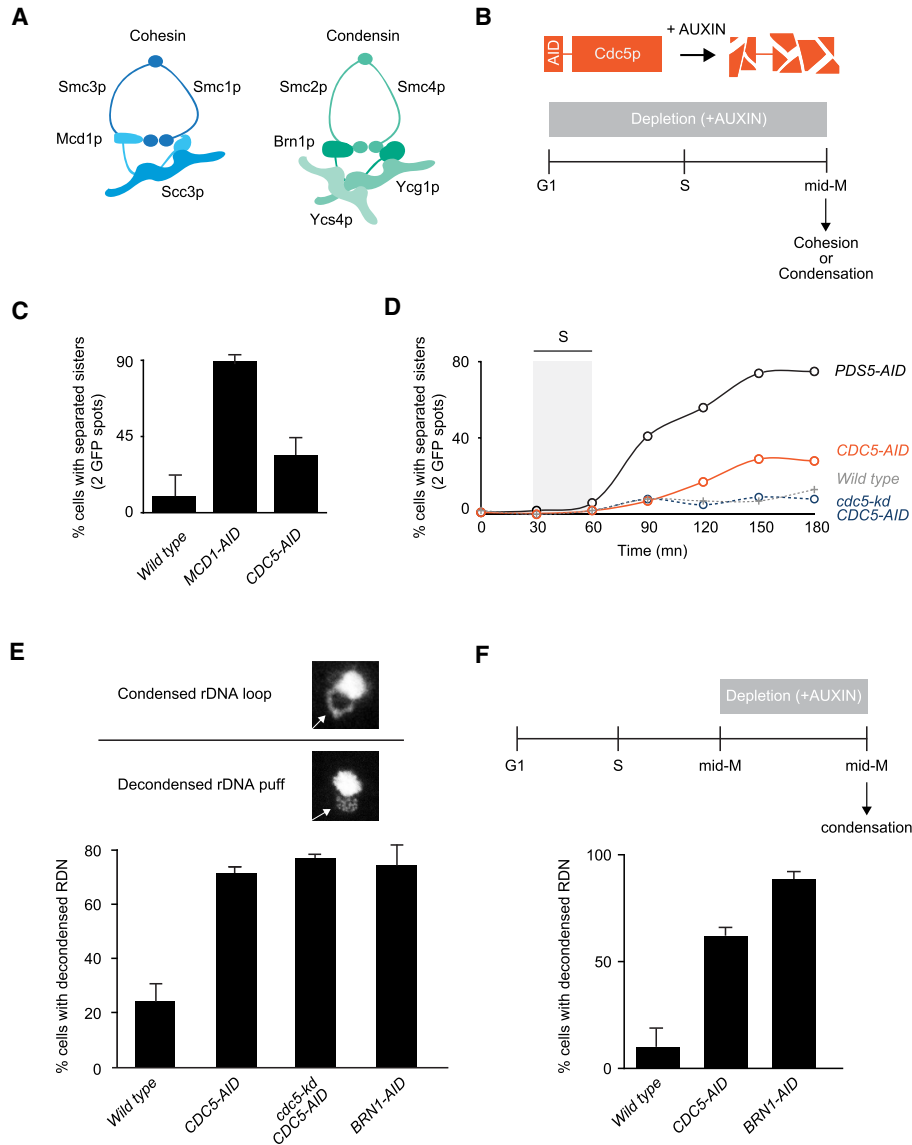 A
Cohesin
Condensin
Smc3p
Smc1p
Smc2p
Smc4p
Mcd1p
Brn1p
Scc3p
Ycg1p
Ycs4p
B
+ AUXIN
AID
Cdc5p
Depletion (+AUXIN)
G1
S
mid-M
Cohesion
or
Condensation
C
% cells with separated sisters
(2 GFP spots)
90
45
0
Wild type
MCD1-AID
CDC5-AID
D
S
% cells with separated sisters
(2 GFP spots)
80
40
0
0
30
60
90
120
150
180
Time (mn)
PDS5-AID
CDC5-AID
Wild type
cdc5-kd
CDC5-AID
E
Condensed rDNA loop
Decondensed rDNA puff
% cells with decondensed RDN
80
60
40
20
0
Wild type
CDC5-AID
cdc5-kd
CDC5-AID
BRN1-AID
F
Depletion (+AUXIN)
G1
S
mid-M
mid-M
condensation
% cells with decondensed RDN
100
50
0
Wild type
CDC5-AID
BRN1-AID